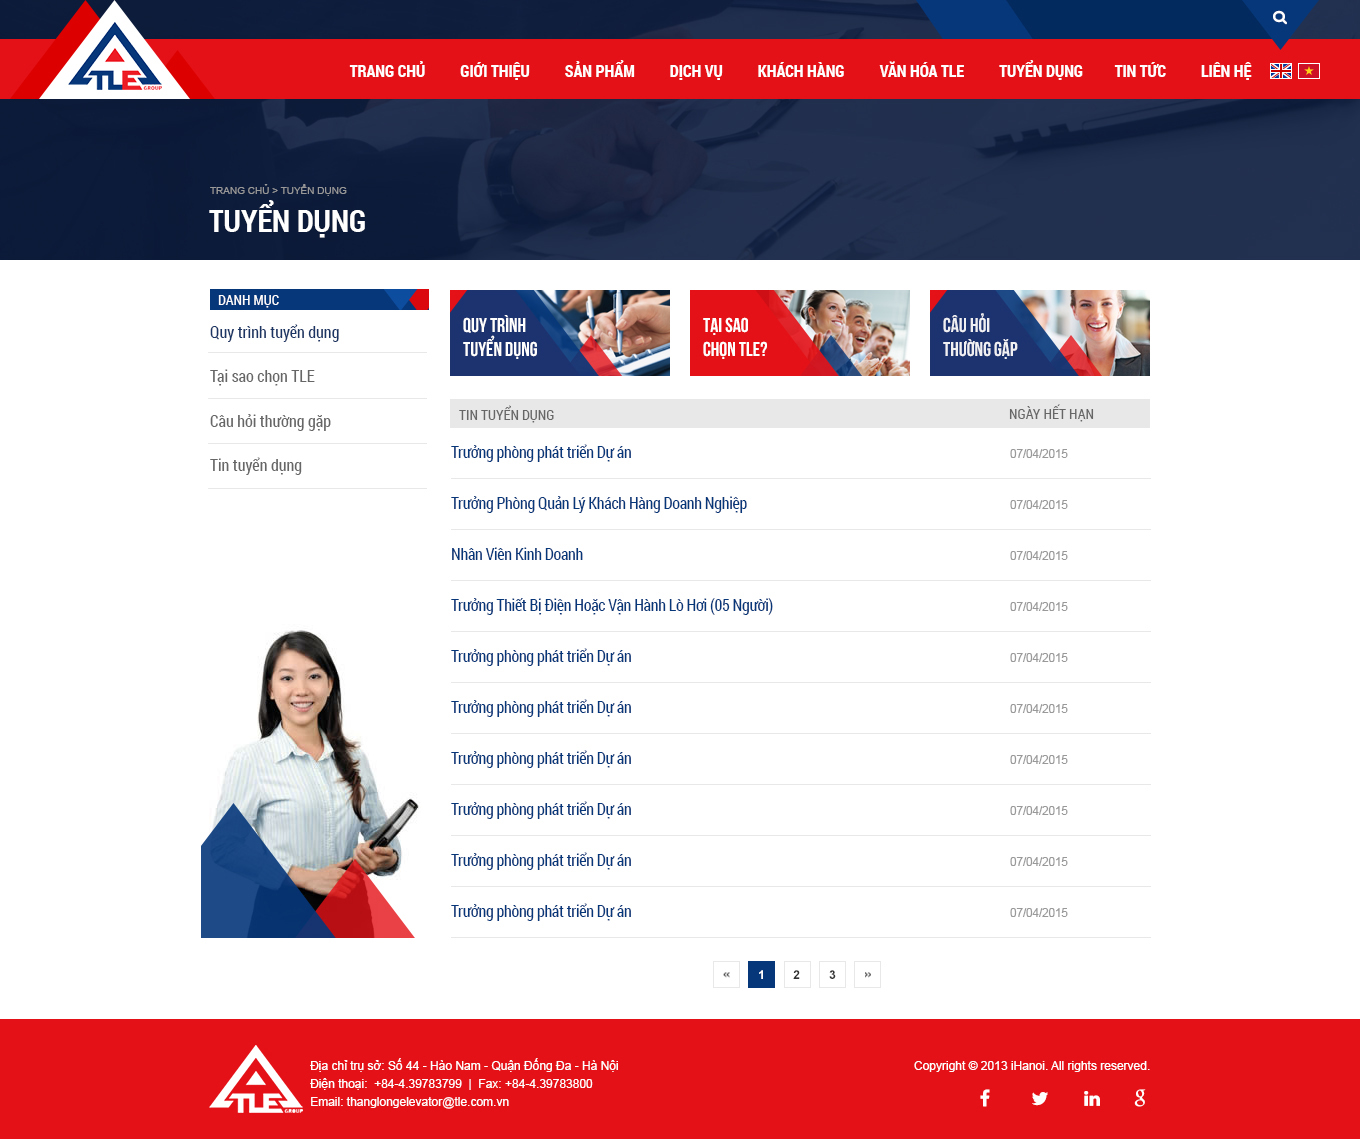 TLE
GROUP
TRANG CHỦ GIỚI THIỆU SẢN PHẨM DỊCH VỤ KHÁCH HÀNG VĂN HÓA TLE TUYỂN DỤNG TIN TỨC LIÊN HỆ
TRANG CHỦ > TUYỂN DỤNG
TUYỂN DỤNG
DANH MỤC
Quy trình tuyển dụng
Tại sao chọn TLE
Câu hỏi thường gặp
Tin tuyển dụng
QUY TRÌNH
TUYỂN DỤNG
TẠI SAO
CHỌN TLE?
CÂU HỎI
THƯỜNG GẶP
TIN TUYỂN DỤNG NGÀY HẾT HẠN
Trưởng phòng phát triển Dự án 07/04/2015
Trưởng Phòng Quản Lý Khách Hàng Doanh Nghiệp 07/04/2015
Nhân Viên Kinh Doanh 07/04/2015
Trưởng Thiết Bị Điện Hoặc Vận Hành Lò Hơi (05 Người) 07/04/2015
Trưởng phòng phát triển Dự án 07/04/2015
Trưởng phòng phát triển Dự án 07/04/2015
Trưởng phòng phát triển Dự án 07/04/2015
Trưởng phòng phát triển Dự án 07/04/2015
Trưởng phòng phát triển Dự án 07/04/2015
Trưởng phòng phát triển Dự án 07/04/2015
« 1 2 3 »
TLE
GROUP
Địa chỉ trụ sở: Số 44 - Hào Nam - Quận Đống Đa - Hà Nội
Điện thoại: +84-4.39783799 | Fax: +84-4.39783800
Email: thanglongelevator@tle.com.vn
Copyright © 2013 iHanoi. All rights reserved.